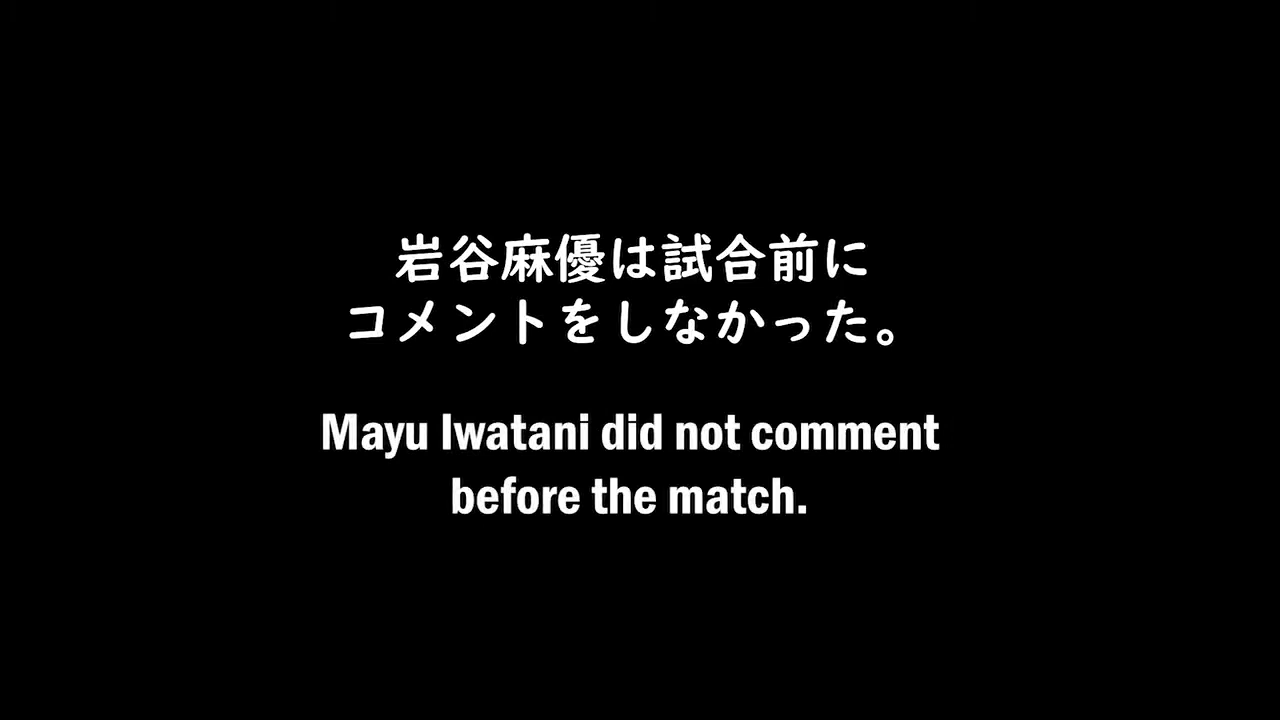 岩谷麻優は試合前に
コメントをしなかった。
Mayu Iwatani did not comment
before the match.